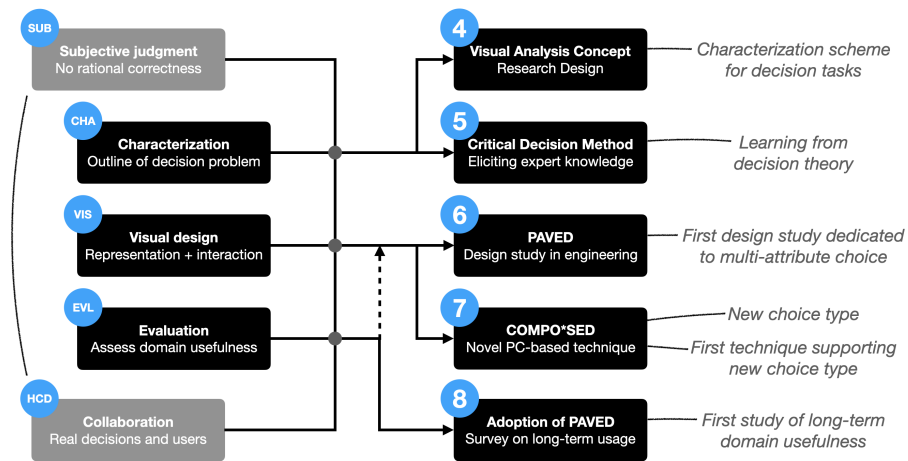 SUB
Subjective judgment
No rational correctness
CHA
Characterization
Outline of decision problem
VIS
Visual design
Representation + interaction
EVL
Evaluation
Assess domain usefulness
HCD
Collaboration
Real decisions and users
4
Visual Analysis Concept
Research Design
Characterization scheme
for decision tasks
5
Critical Decision Method
Eliciting expert knowledge
Learning from
decision theory
6
PAVED
Design study in engineering
First design study dedicated
to multi-attribute choice
7
COMPO*SED
Novel PC-based technique
New choice type
First technique supporting
new choice type
8
Adoption of PAVED
Survey on long-term usage
First study of long-term
domain usefulness